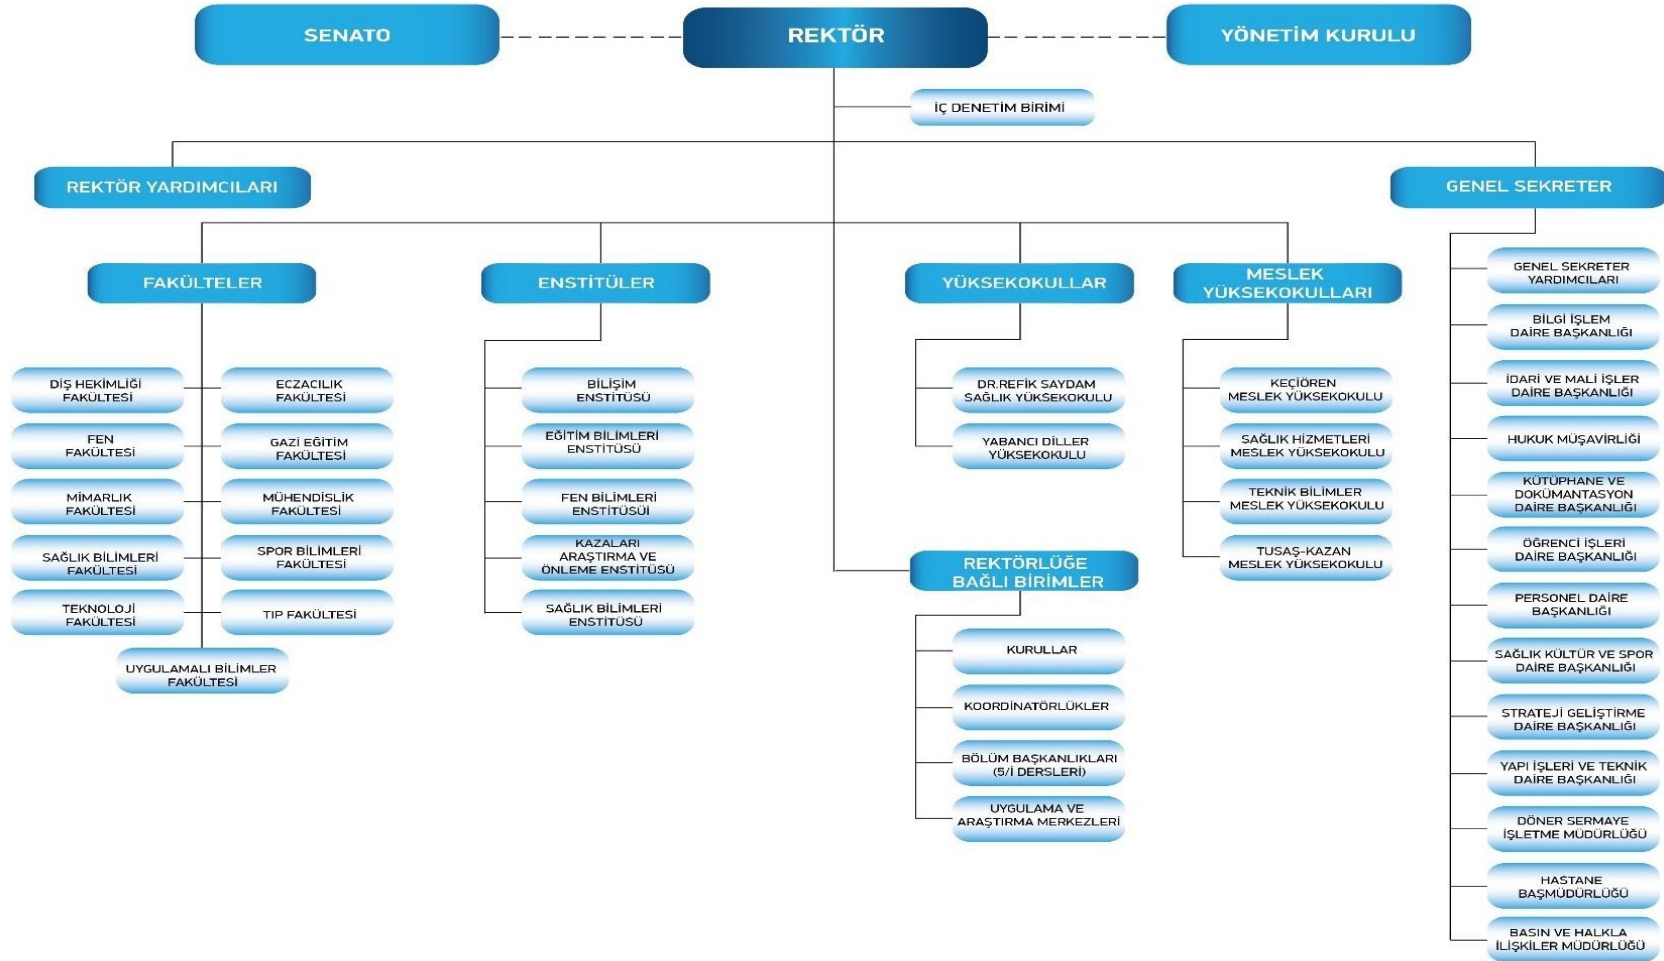 SENATO
REKTÖR
YÖNETİM KURULU
İÇ DENETİM BİRİMİ
REKTÖR YARDIMCILARI
GENEL SEKRETER
FAKÜLTELER
DİŞ HEKİMLİĞİ
FAKÜLTESİ
ECZACILIK
FAKÜLTESİ
FEN
FAKÜLTESİ
GAZİ EĞİTİM
FAKÜLTESİ
MİMARLIK
FAKÜLTESİ
MÜHENDİSLİK
FAKÜLTESİ
SAĞLIK BİLİMLERİ
FAKÜLTESİ
SPOR BİLİMLERİ
FAKÜLTESİ
TEKNOLOJİ
FAKÜLTESİ
TIP FAKÜLTESİ
UYGULAMALI BİLİMLER
FAKÜLTESİ
ENSTİTÜLER
BİLİŞİM
ENSTİTÜSÜ
EĞİTİM BİLİMLERİ
ENSTİTÜSÜ
FEN BİLİMLERİ
ENSTİTÜSÜİ
KAZALARI
ARAŞTIRMA VE
ÖNLEME ENSTİTÜSÜ
SAĞLIK BİLİMLERİ
ENSTİTÜSÜ
YÜKSEKOKULLAR
DR.REFİK SAYDAM
SAĞLIK YÜKSEKOKULU
YABANCI DİLLER
YÜKSEKOKULU
MESLEK
YÜKSEKOKULLARI
KEÇİÖREN
MESLEK YÜKSEKOKULU
SAĞLIK HİZMETLERİ
MESLEK YÜKSEKOKULU
TEKNİK BİLİMLER
MESLEK YÜKSEKOKULU
TUSAŞ-KAZAN
MESLEK YÜKSEKOKULU
REKTÖRLÜĞE
BAĞLI BİRİMLER
KURULLAR
KOORDİNATÖRLÜKLER
BÖLÜM BAŞKANLIKLARI
(5/İ DERSLERİ)
UYGULAMA VE
ARAŞTIRMA MERKEZLERİ
GENEL SEKRETER
YARDIMCILARI
BİLGİ İŞLEM
DAİRE BAŞKANLIĞI
İDARİ VE MALİ İŞLER
DAİRE BAŞKANLIĞI
HUKUK MÜŞAVİRLİĞİ
KÜTÜPHANE VE
DOKÜMANTASYON
DAİRE BAŞKANLIĞI
ÖĞRENCİ İŞLERİ
DAİRE BAŞKANLIĞI
PERSONEL DAİRE
BAŞKANLIĞI
SAĞLIK KÜLTÜR VE SPOR
DAİRE BAŞKANLIĞI
STRATEJİ GELİŞTİRME
DAİRE BAŞKANLIĞI
YAPI İŞLERİ VE TEKNİK
DAİRE BAŞKANLIĞI
DÖNER SERMAYE
İŞLETME MÜDÜRLÜĞÜ
HASTANE
BAŞMÜDÜRLÜĞÜ
BASIN VE HALKLA
İLİŞKİLER MÜDÜRLÜĞÜ